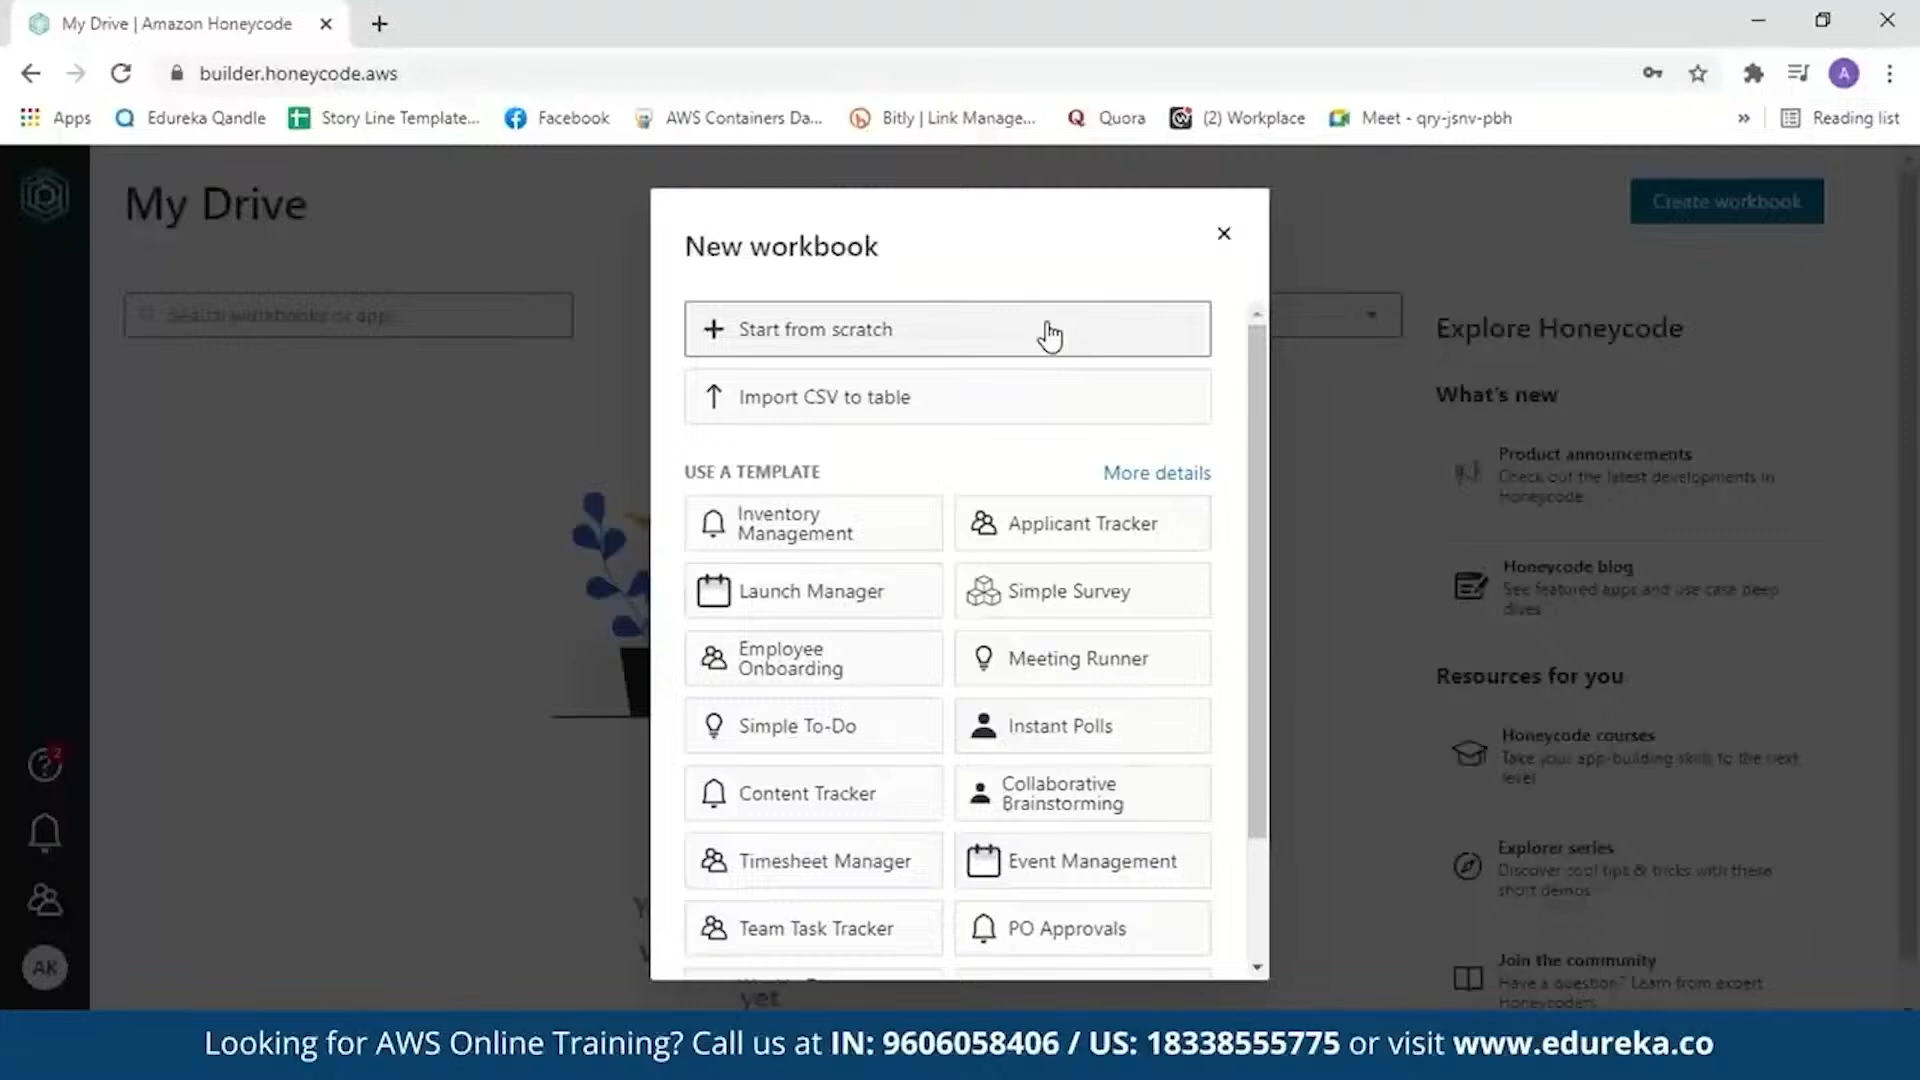 My Drive | Amazon Honeycode
builder.honeycode.aws
Apps
Edureka Qandle
Story Line Template...
Facebook
AWS Containers Da...
Bitly | Link Manage...
Quora
(2) Workplace
Meet - qry-jsnv-pbh
»
Reading list
My Drive
Create workbook
Search workbooks or apps...
New workbook
Start from scratch
Import CSV to table
USE A TEMPLATE
More details
Inventory
Management
Applicant Tracker
Launch Manager
Simple Survey
Employee
Onboarding
Meeting Runner
Simple To-Do
Instant Polls
Content Tracker
Collaborative
Brainstorming
Timesheet Manager
Event Management
Team Task Tracker
PO Approvals
yet
Explore Honeycode
What's new
Product announcements
Check out the latest developments in
Honeycode
Honeycode blog
See featured apps and use case deep
dives
Resources for you
Honeycode courses
Take your app-building skills to the next
level
Explorer series
Discover cool tips & tricks with these
short demos
Join the community
Have a question? Learn from expert
Honeycoders
2
AK
A
Looking for AWS Online Training? Call us at IN: 9606058406 / US: 18338555775 or visit www.edureka.co